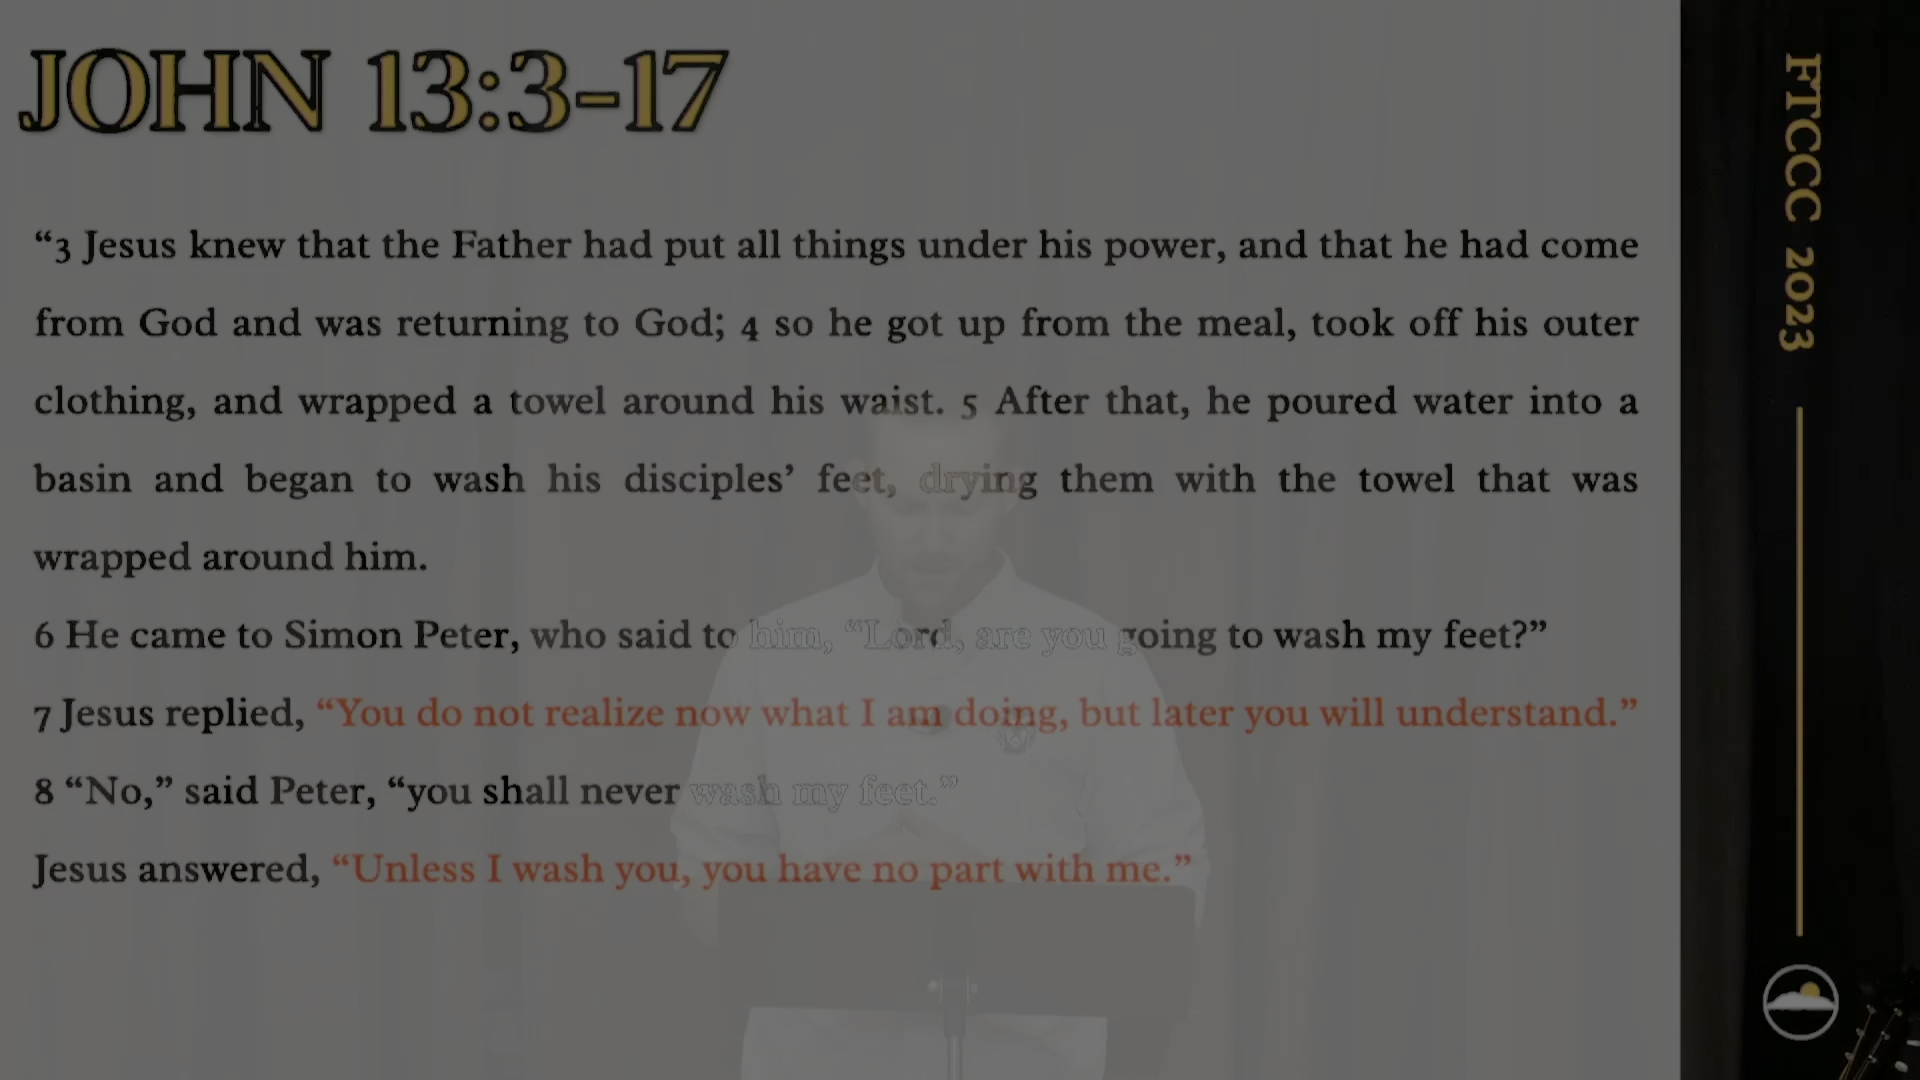 JOHN 13:3-17
“3 Jesus knew that the Father had put all things under his power, and that he had come
from God and was returning to God; 4 so he got up from the meal, took off his outer
clothing, and wrapped a towel around his waist. 5 After that, he poured water into a
basin and began to wash his disciples’ feet, drying them with the towel that was
wrapped around him.
6 He came to Simon Peter, who said to him, “Lord, are you going to wash my feet?”
7 Jesus replied, “You do not realize now what I am doing, but later you will understand.”
8 “No,” said Peter, “you shall never wash my feet.”
Jesus answered, “Unless I wash you, you have no part with me.”
FTCCC 2023